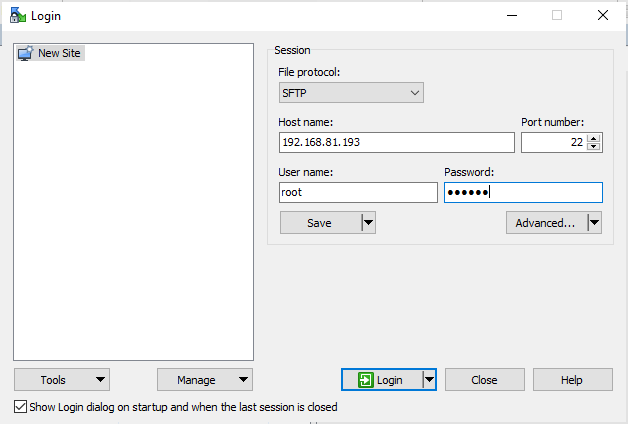 Login
New Site
Session
File protocol:
SFTP
Host name:
Port number:
192.168.81.193
22
User name:
Password:
root
●●●●●●
Save
Advanced...
Tools
Manage
Login
Close
Help
Show Login dialog on startup and when the last session is closed